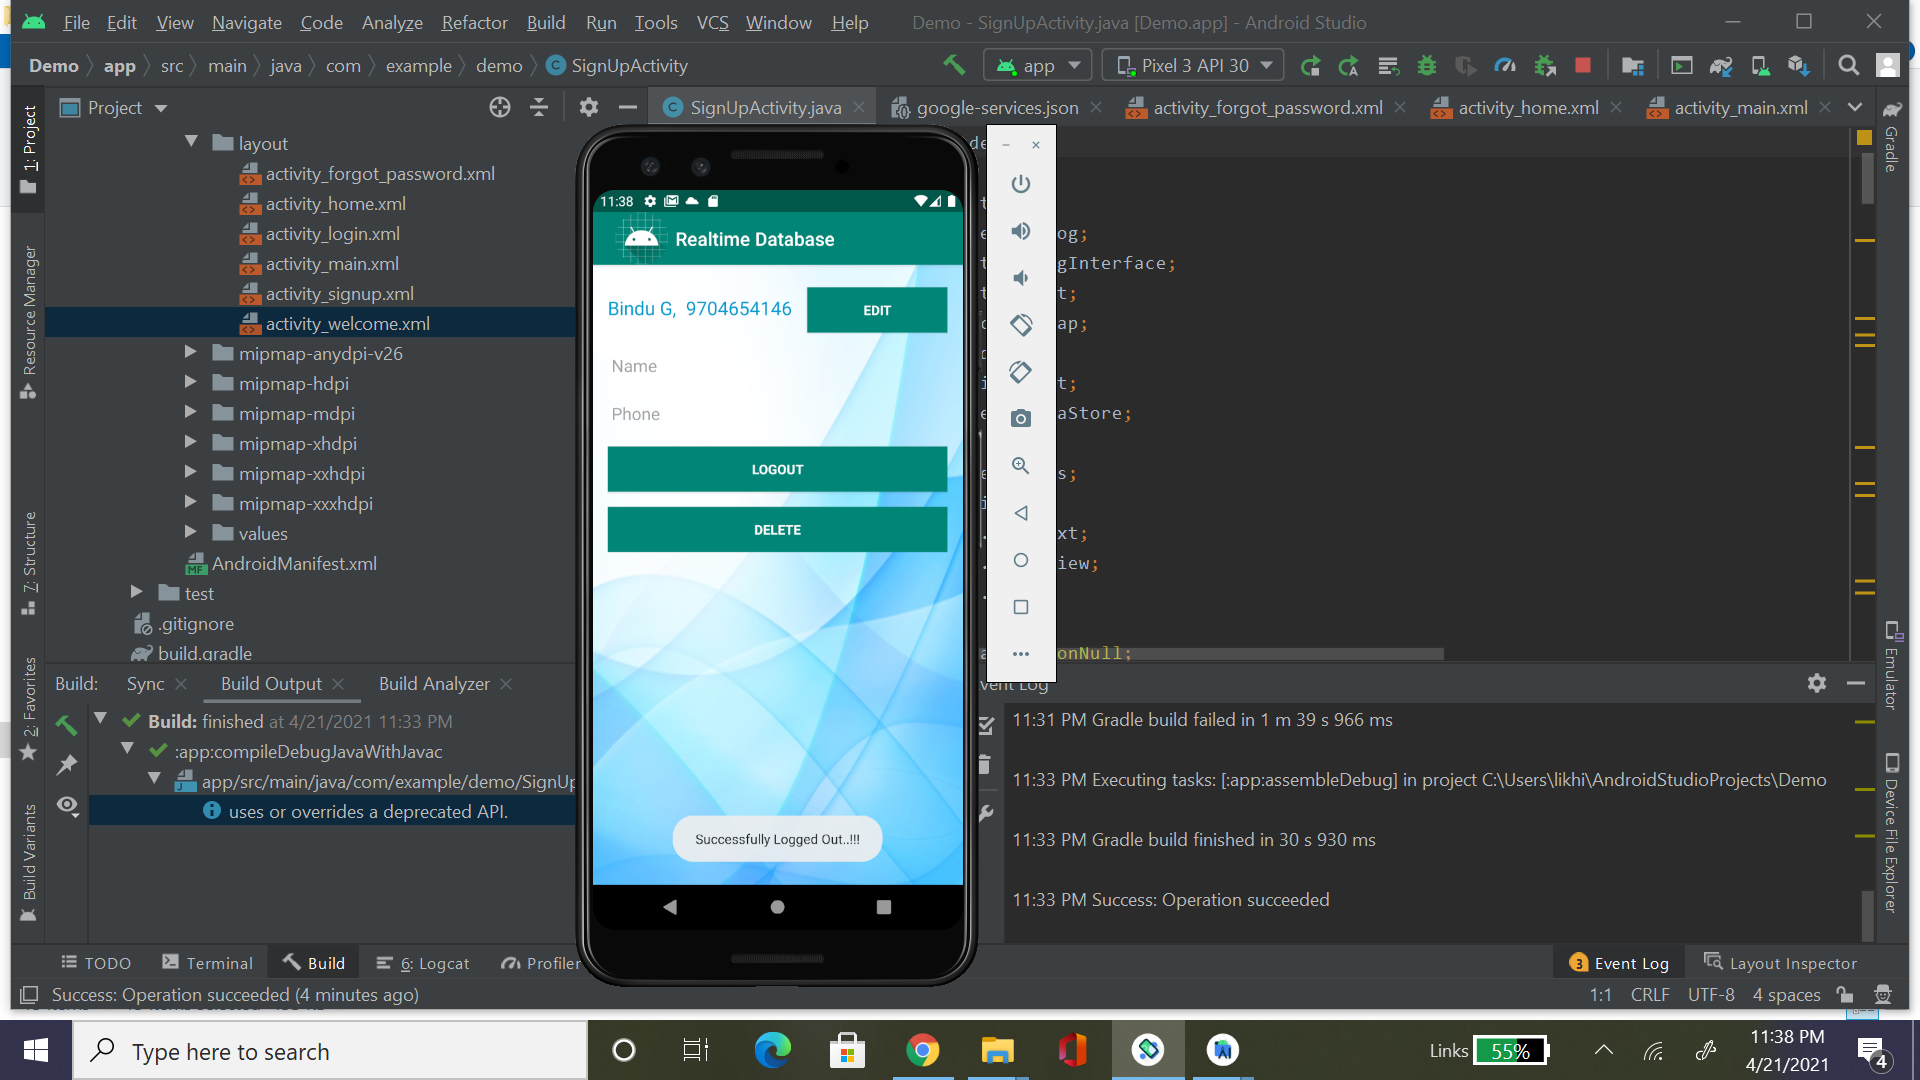 File Edit View Navigate Code Analyze Refactor Build Run Tools VCS Window Help Demo - SignUpActivity.java [Demo.app] - Android Studio
Demo app src main java com example demo SignUpActivity
app Pixel 3 API 30
Project
SignUpActivity.java google-services.json activity_forgot_password.xml activity_home.xml activity_main.xml
1: Project
Resource Manager
7: Structure
2: Favorites
Build Variants
layout
activity_forgot_password.xml
activity_home.xml
activity_login.xml
activity_main.xml
activity_signup.xml
activity_welcome.xml
mipmap-anydpi-v26
mipmap-hdpi
mipmap-mdpi
mipmap-xhdpi
mipmap-xxhdpi
mipmap-xxxhdpi
values
AndroidManifest.xml
test
.gitignore
build.gradle
11:38
Realtime Database
Bindu G, 9704654146
EDIT
Name
Phone
LOGOUT
DELETE
Successfully Logged Out..!!!
og;
gInterface;
t;
ap;
t;
aStore;
s;
xt;
iew;
onNull;
Gradle
Emulator
Device File Explorer
Build: Sync Build Output Build Analyzer
Build: finished at 4/21/2021 11:33 PM
:app:compileDebugJavaWithJavac
app/src/main/java/com/example/demo/SignUp
uses or overrides a deprecated API.
vent Log
11:31 PM Gradle build failed in 1 m 39 s 966 ms
11:33 PM Executing tasks: [:app:assembleDebug] in project C:\Users\likhi\AndroidStudioProjects\Demo
11:33 PM Gradle build finished in 30 s 930 ms
11:33 PM Success: Operation succeeded
TODO Terminal Build 6: Logcat Profiler
3 Event Log Layout Inspector
Success: Operation succeeded (4 minutes ago)
1:1 CRLF UTF-8 4 spaces
Type here to search
Links 55%
11:38 PM
4/21/2021
4